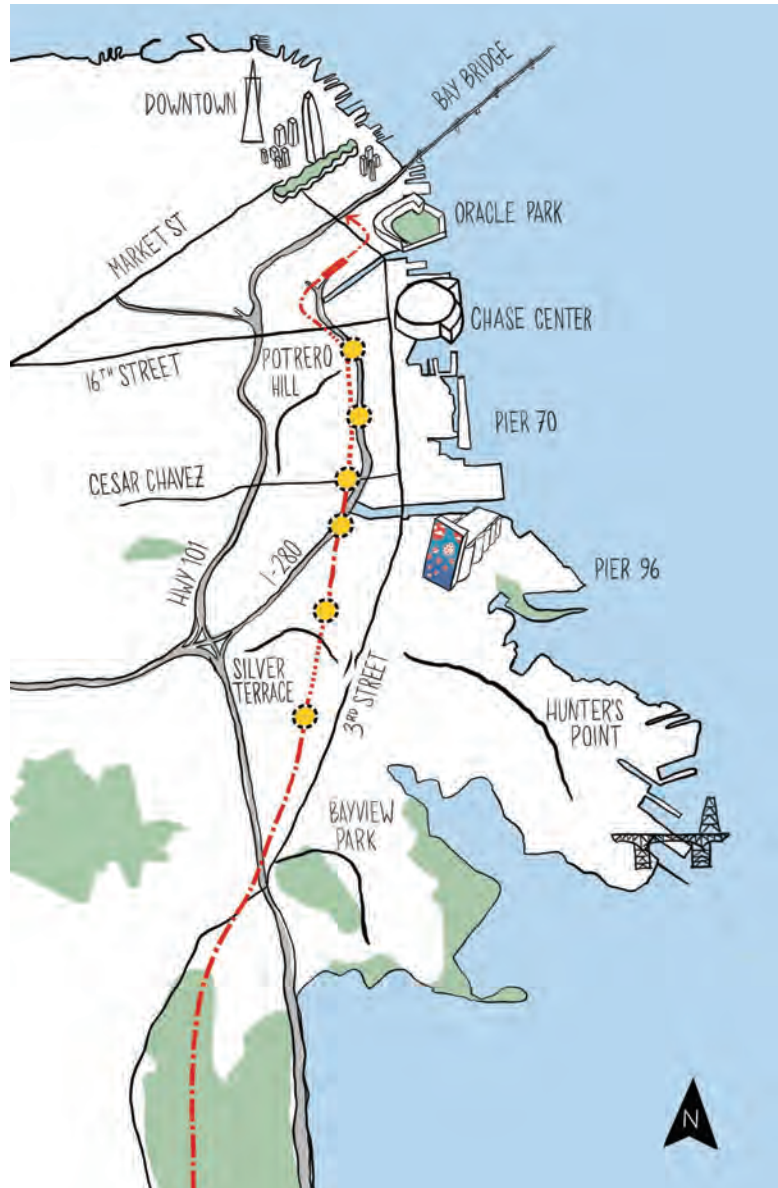 BAY BRIDGE
DOWNTOWN
ORACLE PARK
MARKET ST
CHASE CENTER
16TH STREET
POTRERO
HILL
PIER 70
CESAR CHAVEZ
HWY 101
I-280
PIER 96
SILVER
TERRACE
3RD STREET
HUNTER'S
POINT
BAYVIEW
PARK
N